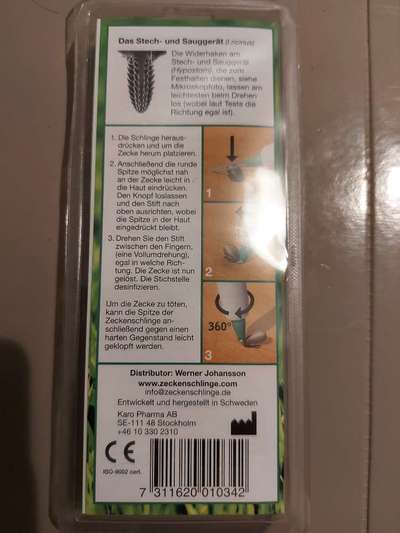 Das Stech- und Sauggerät (I.ricinus)
Die Widerhaken am
Stech- und Sauggerät
(Hypostom), die zum
Festhalten dienen, siehe
Mikroskopfoto, lassen am
leichtesten beim Drehen
los (wobei laut Tests die
Richtung egal ist).
1. Die Schlinge heraus-
drücken und um die
Zecke herum platzieren.
2. Anschließend die runde
Spitze möglichst nah
an der Zecke leicht in
die Haut eindrücken.
Den Knopf loslassen
und den Stift nach
oben ausrichten, wobei
die Spitze in der Haut
eingedrückt bleibt.
3. Drehen Sie den Stift
zwischen den Fingern,
(eine Vollumdrehung),
egal in welche Rich-
tung. Die Zecke ist nun
gelöst. Die Stichstelle
desinfizieren.
Um die Zecke zu töten,
kann die Spitze der
Zeckenschlinge an-
schließend gegen einen
harten Gegenstand leicht
geklopft werden.
1
2
360°
3
Distributor: Werner Johansson
www.zeckenschlinge.com
www.zeckenschlinge.de
Entwickelt und hergestellt in Schweden
Karo Pharma AB
SE-111 48 Stockholm
+46 10 330 2310
CE
ISO-9002 cert.
7 311620 010342